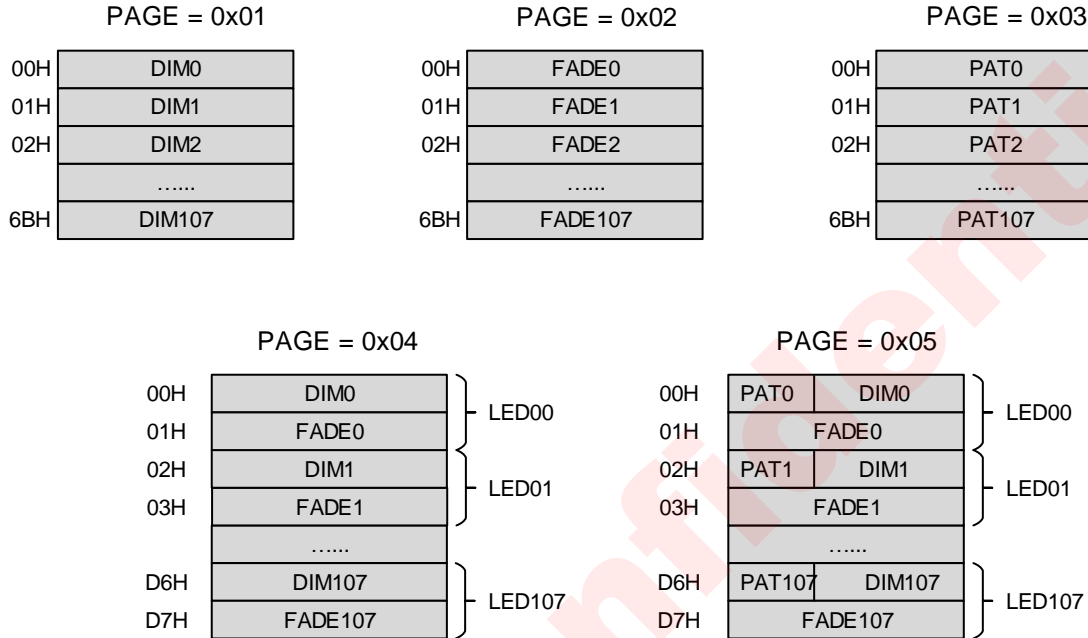 PAGE = 0x01 PAGE = 0x02 PAGE = 0x03
00H DIM0 00H FADE0 00H PAT0
01H DIM1 01H FADE1 01H PAT1
02H DIM2 02H FADE2 02H PAT2
…... …... …...
6BH DIM107 6BH FADE107 6BH PAT107
PAGE = 0x04 PAGE = 0x05
00H DIM0 LED00 00H PAT0 DIM0 LED00
01H FADE0 01H FADE0
02H DIM1 LED01 02H PAT1 DIM1 LED01
03H FADE1 03H FADE1
…... …...
D6H DIM107 LED107 D6H PAT107 DIM107 LED107
D7H FADE107 D7H FADE107
nfidenti